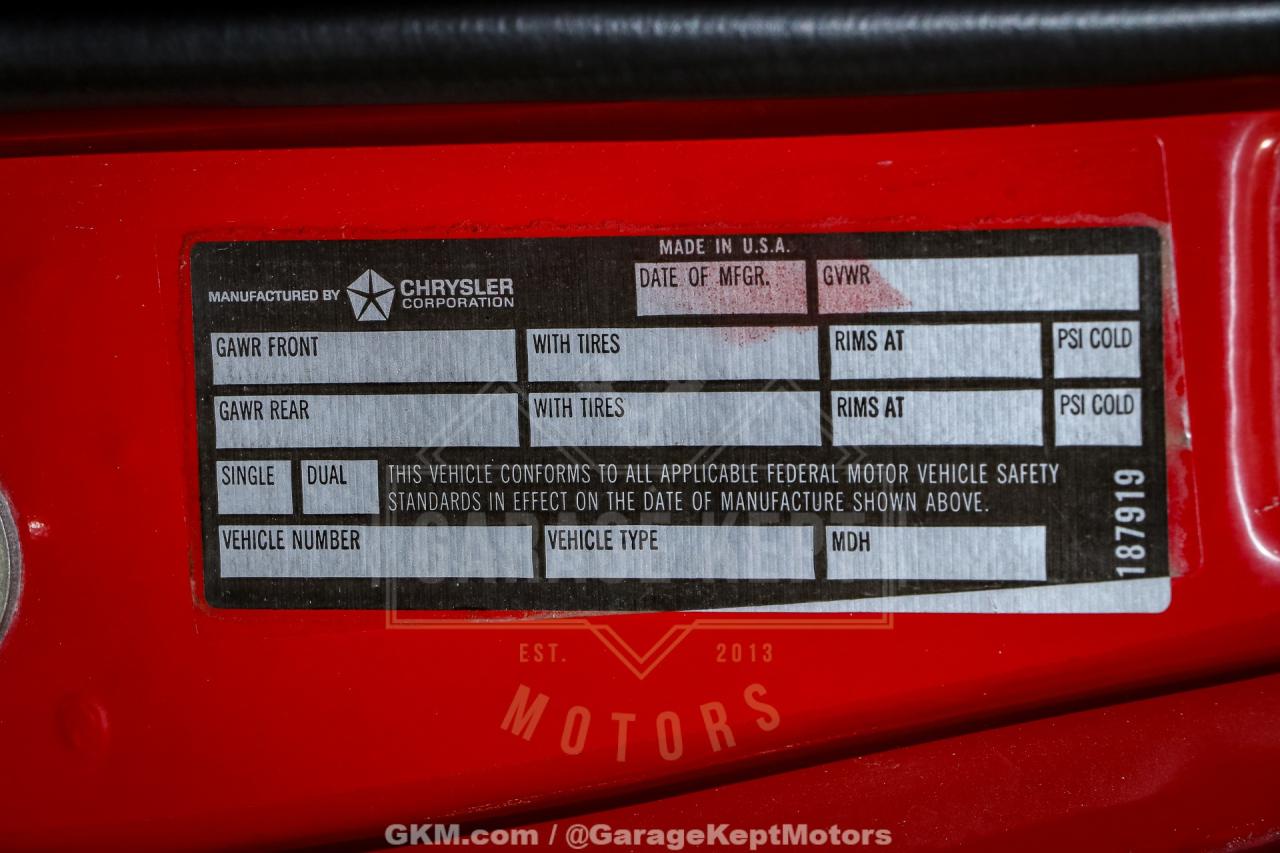 MADE IN U.S.A.
MANUFACTURED BY CHRYSLER CORPORATION
DATE OF MFGR. GVWR
GAWR FRONT WITH TIRES RIMS AT PSI COLD
GAWR REAR WITH TIRES RIMS AT PSI COLD
SINGLE DUAL THIS VEHICLE CONFORMS TO ALL APPLICABLE FEDERAL MOTOR VEHICLE SAFETY
STANDARDS IN EFFECT ON THE DATE OF MANUFACTURE SHOWN ABOVE.
VEHICLE NUMBER VEHICLE TYPE MDH
187919
GARAGE KEPT
EST. 2013
MOTORS
GKM.com / @GarageKeptMotors